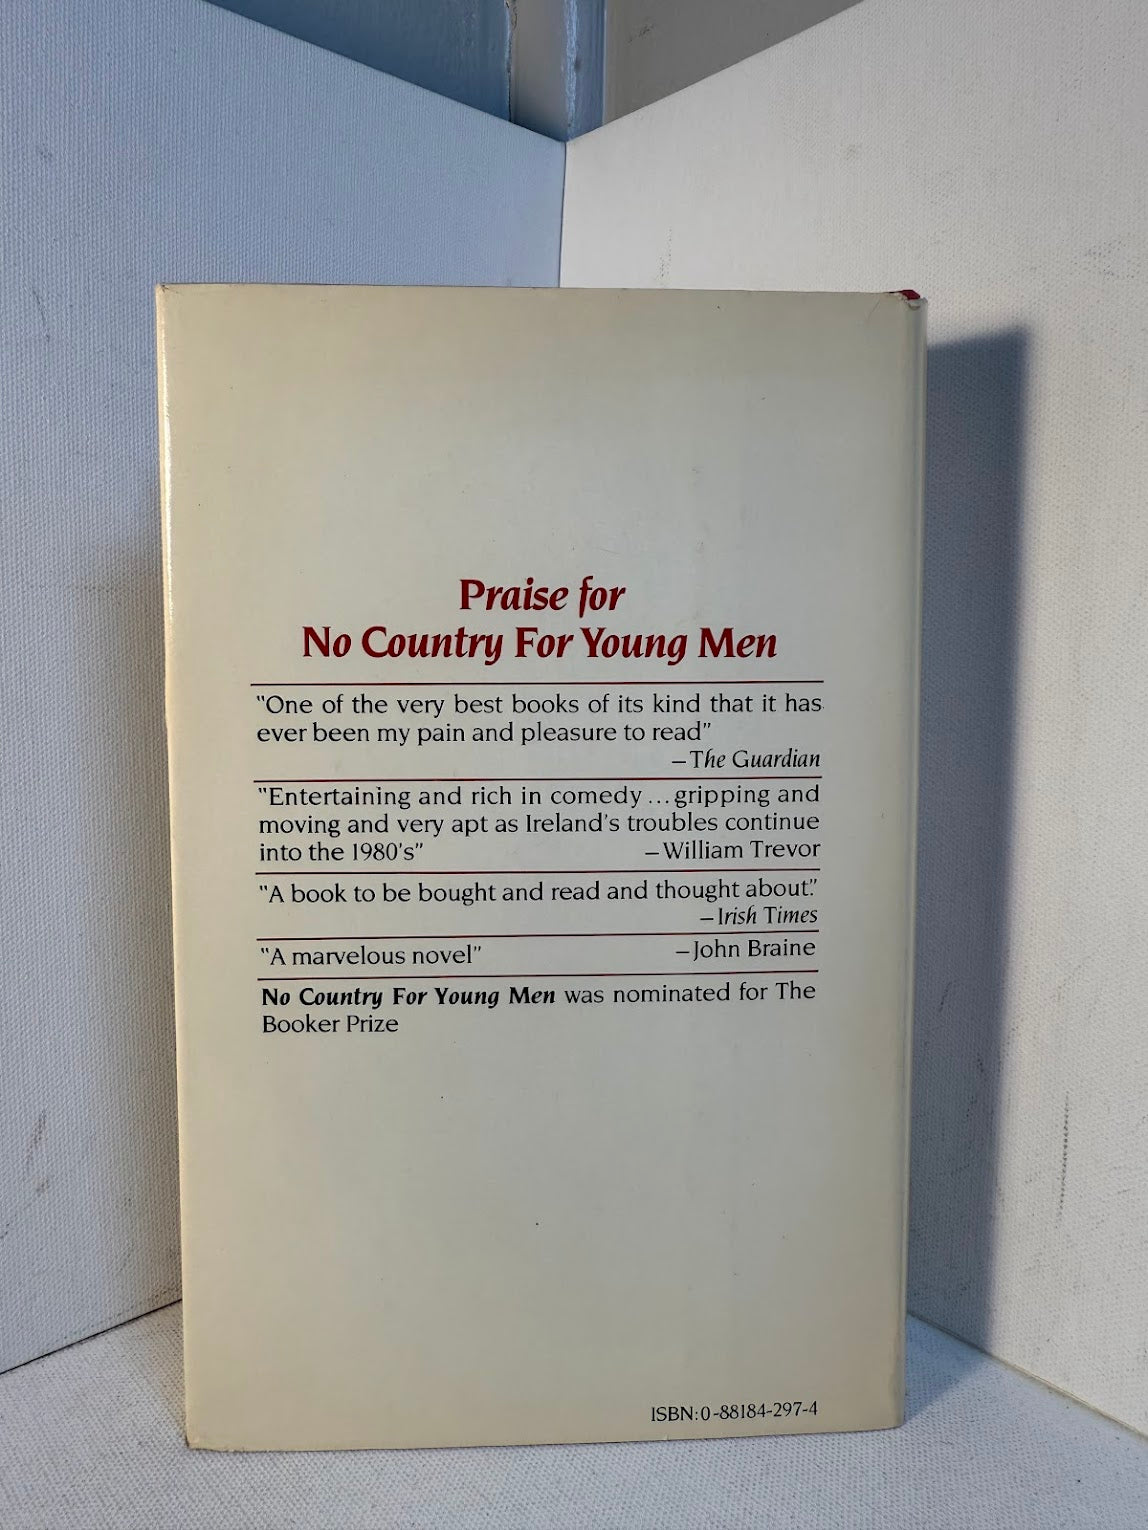 Praise for
No Country For Young Men
"One of the very best books of its kind that it has
ever been my pain and pleasure to read"
—The Guardian
"Entertaining and rich in comedy ... gripping and
moving and very apt as Ireland's troubles continue
into the 1980's" —William Trevor
"A book to be bought and read and thought about."
—Irish Times
"A marvelous novel" —John Braine
No Country For Young Men was nominated for The
Booker Prize
ISBN:0-88184-297-4